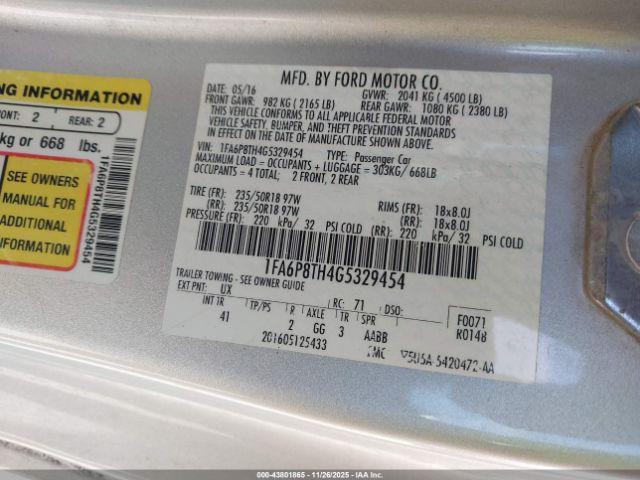 NG INFORMATION
ONT: 2 REAR: 2
kg or 668 lbs.
SEE OWNERS
MANUAL FOR
ADDITIONAL
INFORMATION
1FA6P8TH4G5329454
MFD. BY FORD MOTOR CO.
DATE: 05/16 GVWR: 2041 KG ( 4500 LB)
FRONT GAWR: 982 KG ( 2165 LB) REAR GAWR: 1080 KG ( 2380 LB)
THIS VEHICLE CONFORMS TO ALL APPLICABLE FEDERAL MOTOR
VEHICLE SAFETY, BUMPER, AND THEFT PREVENTION STANDARDS
IN EFFECT ON THE DATE OF MANUFACTURE SHOWN ABOVE.
VIN: 1FA6P8TH4G5329454 TYPE: Passenger Car
MAXIMUM LOAD = OCCUPANTS + LUGGAGE = 303KG/ 668LB
OCCUPANTS = 4 TOTAL; 2 FRONT, 2 REAR
TIRE (FR): 235/50R18 97W RIMS (FR): 18x8.0J
(RR): 235/50R18 97W (RR): 18x8.0J
PRESSURE (FR): 220 kPa/ 32 PSI COLD (RR): 220 kPa/ 32 PSI COLD
1FA6P8TH4G5329454
TRAILER TOWING - SEE OWNER GUIDE
EXT PNT: UX RC: 71 DSO: F0071
INT TR TP/PS R AXLE TR SPR R0148
41 2 GG 3 AABB
201605125433 5U5A 5420472-AA
000-43801865 - 11/26/2025 - IAAI.CA